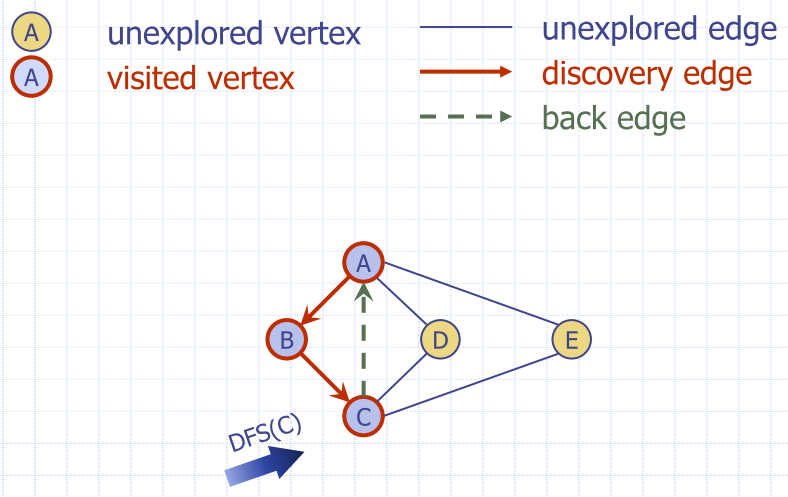 A unexplored vertex
A visited vertex
unexplored edge
discovery edge
back edge
A
B
D
E
C
DFS(C)